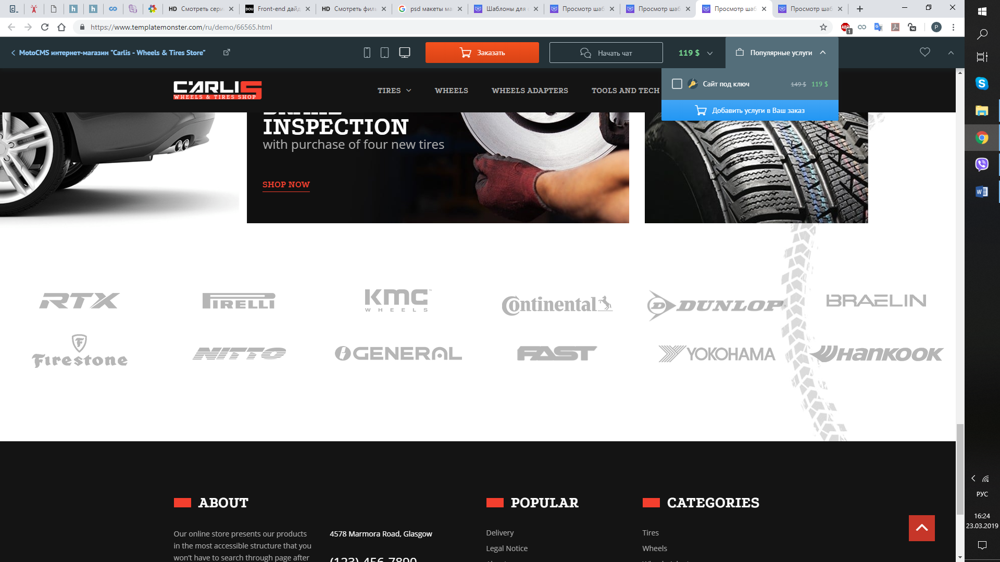 HD Смотреть сери
DOU Front-end дайд
HD Смотреть филь
psd макеты ма
Шаблоны для
Просмотр шаб
Просмотр шаб
Просмотр шаб
Просмотр шаб
https://www.templatemonster.com/ru/demo/66565.html
ABP 1
P
MotoCMS интернет-магазин "Carlis - Wheels & Tires Store"
Заказать
Начать чат
119 $
Популярные услуги
CARLIS
WHEELS & TIRES SHOP
TIRES
WHEELS
WHEELS ADAPTERS
TOOLS AND TECH
Сайт под ключ 149 $ 119 $
Добавить услуги в Ваш заказ
INSPECTION
with purchase of four new tires
SHOP NOW
RTX
PIRELLI
KMC™
WHEELS
Continental
D DUNLOP
BRAELIN
F
Firestone
NITTO
GENERAL
FAST
YOKOHAMA
HANKOOK
ABOUT
POPULAR
CATEGORIES
Our online store presents our products
in the most accessible structure that you
won't have to search through page after
4578 Marmora Road, Glasgow
(123) 456-7890
Delivery
Legal Notice
Tires
Wheels
РУС
16:24
23.03.2019